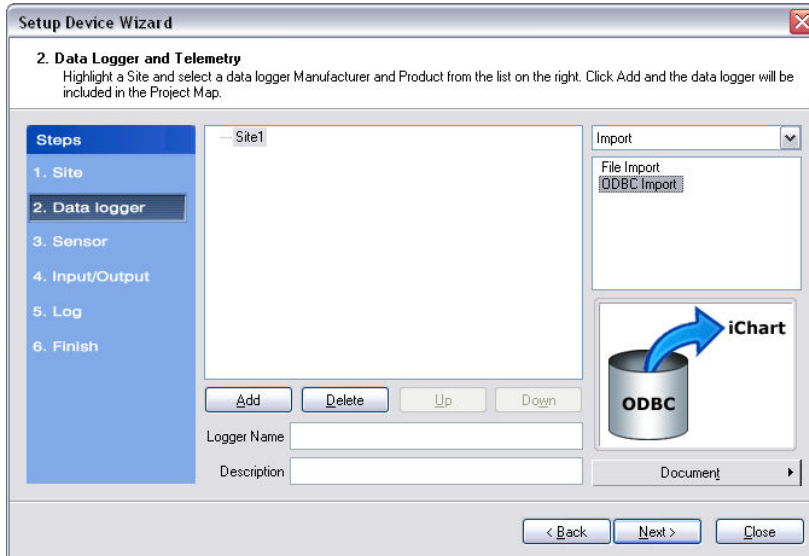 Setup Device Wizard
2. Data Logger and Telemetry
Highlight a Site and select a data logger Manufacturer and Product from the list on the right. Click Add and the data logger will be
included in the Project Map.
Steps
1. Site
2. Data logger
3. Sensor
4. Input/Output
5. Log
6. Finish
Site1
Import
File Import
ODBC Import
iChart
ODBC
Add
Delete
Up
Down
Logger Name
Description
Document
< Back
Next >
Close